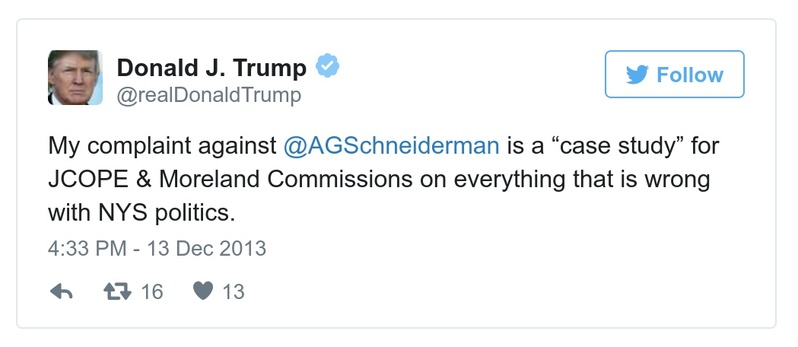 Donald J. Trump
Follow
@realDonaldTrump
My complaint against @AGSchneiderman is a “case study” for
JCOPE & Moreland Commissions on everything that is wrong
with NYS politics.
4:33 PM - 13 Dec 2013
16 13